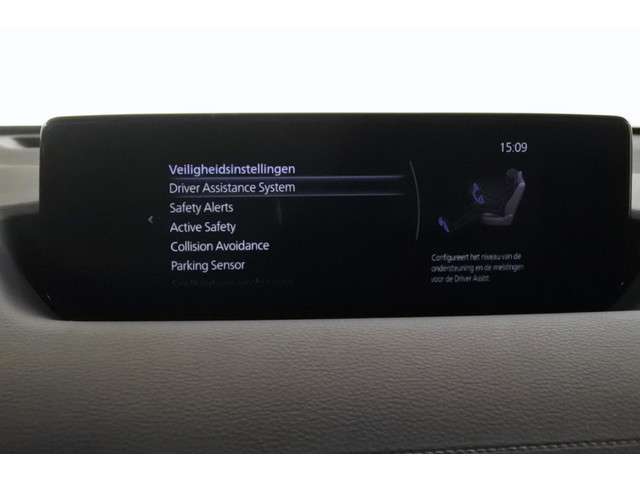 15:09
Veiligheidsinstellingen
Driver Assistance System
Safety Alerts
Active Safety
Collision Avoidance
Parking Sensor
Configureert het niveau van de
ondersteuning en de meldingen
voor de Driver Assist.